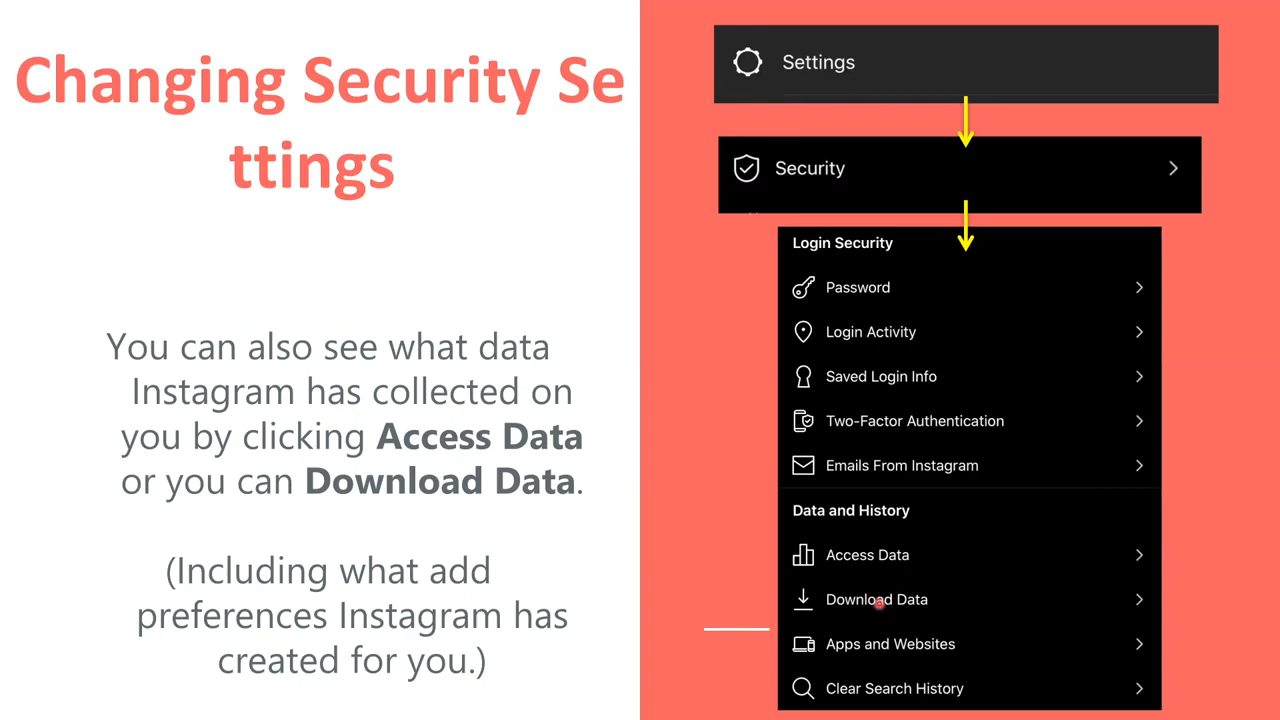 Changing Security Se
ttings
You can also see what data
Instagram has collected on
you by clicking Access Data
or you can Download Data.
(Including what add
preferences Instagram has
created for you.)
Settings
Security
Login Security
Password
Login Activity
Saved Login Info
Two-Factor Authentication
Emails From Instagram
Data and History
Access Data
Download Data
Apps and Websites
Clear Search History